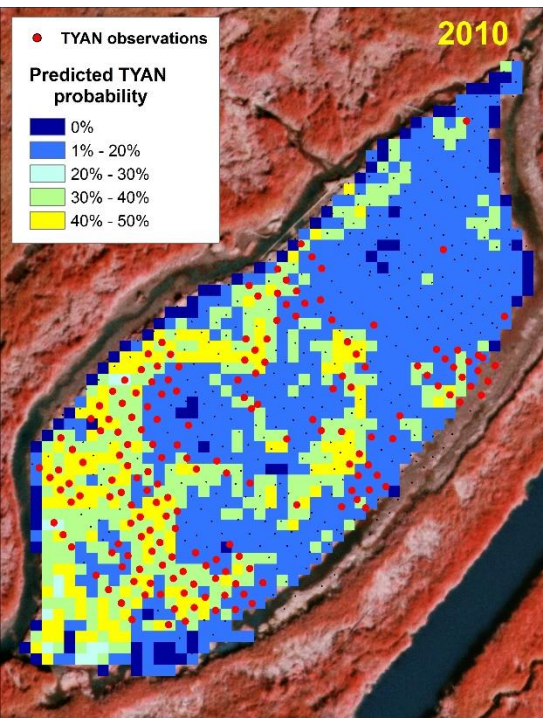 2010
TYAN observations
Predicted TYAN
probability
0%
1% - 20%
20% - 30%
30% - 40%
40% - 50%